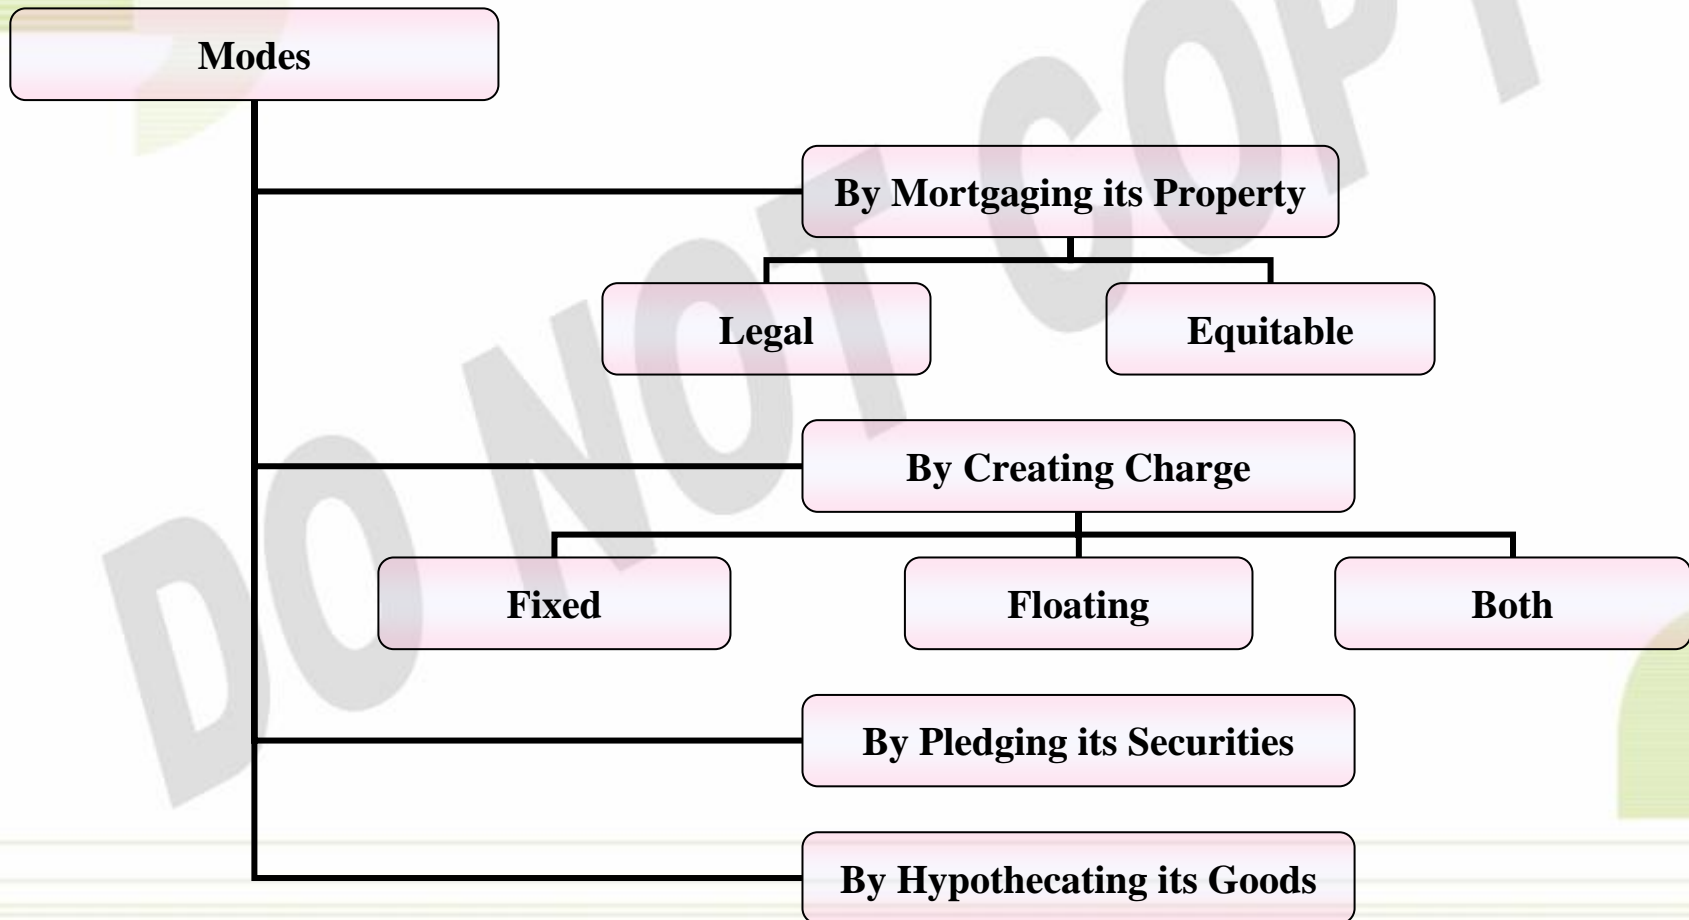 Modes
By Mortgaging its Property
Legal
Equitable
By Creating Charge
Fixed
Floating
Both
By Pledging its Securities
By Hypothecating its Goods
DO NOT COPY